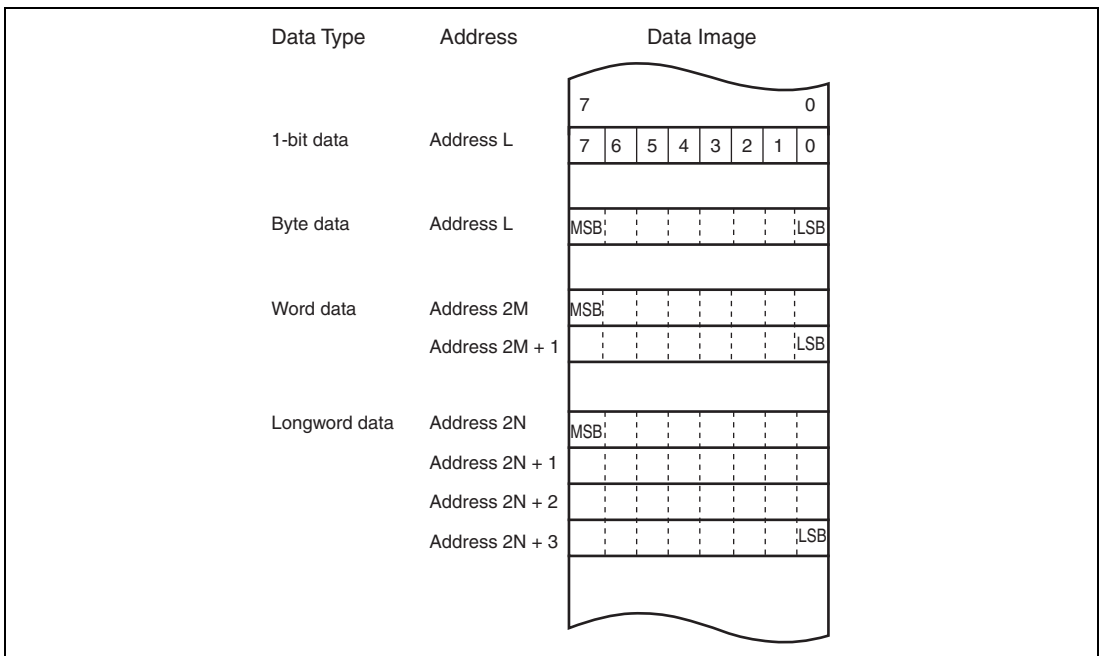 Data Type Address Data Image
7 0
1-bit data Address L 7 6 5 4 3 2 1 0
Byte data Address L MSB LSB
Word data Address 2M MSB
Address 2M + 1 LSB
Longword data Address 2N MSB
Address 2N + 1
Address 2N + 2
Address 2N + 3 LSB